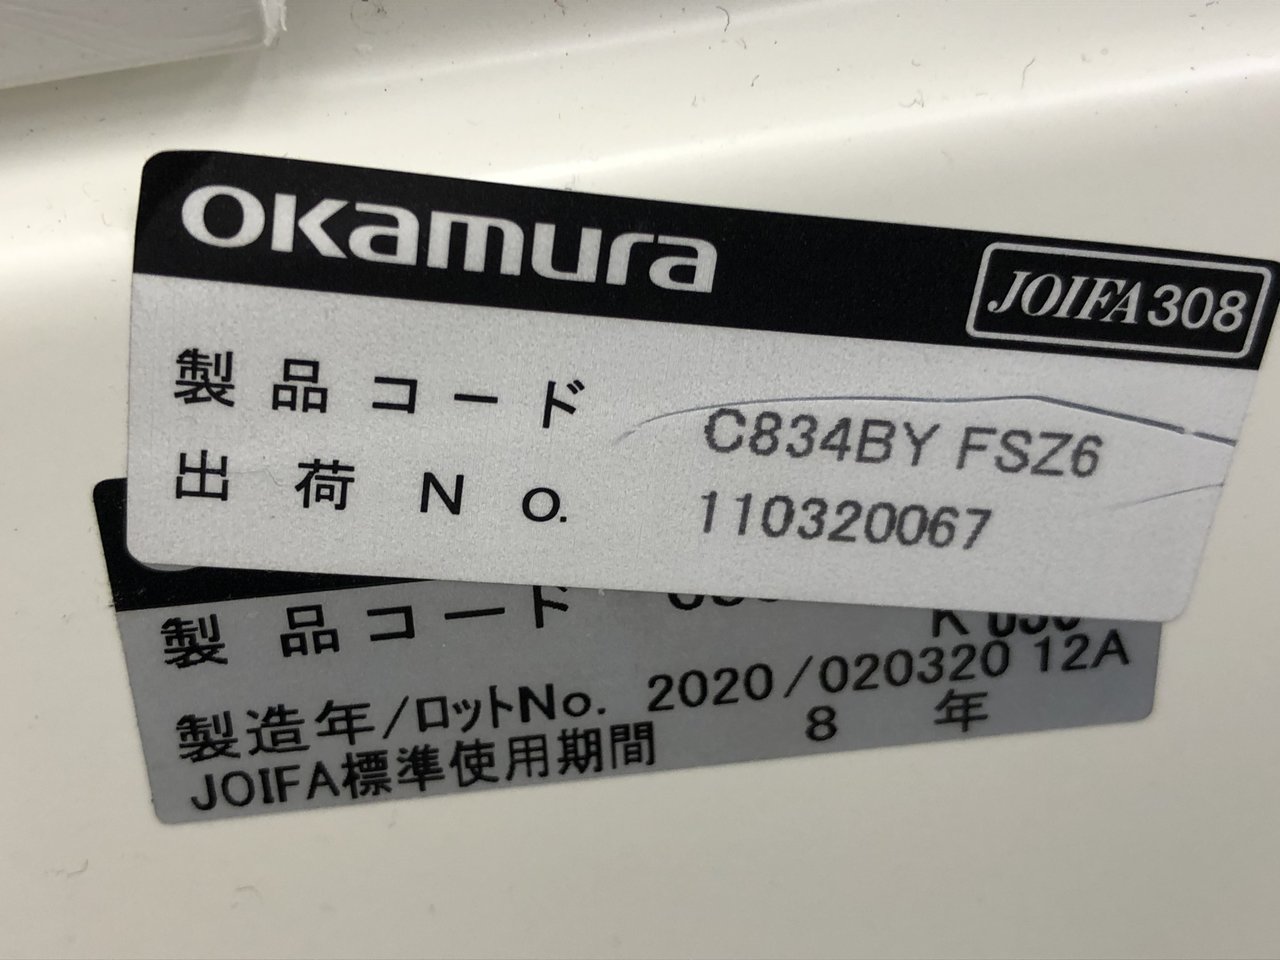 OKamura
JOIFA308
製品コード C834BY FSZ6
出荷No. 110320067
製品コード
製造年/ロットNo. 2020/020320 12A
JOIFA標準使用期間 8 年